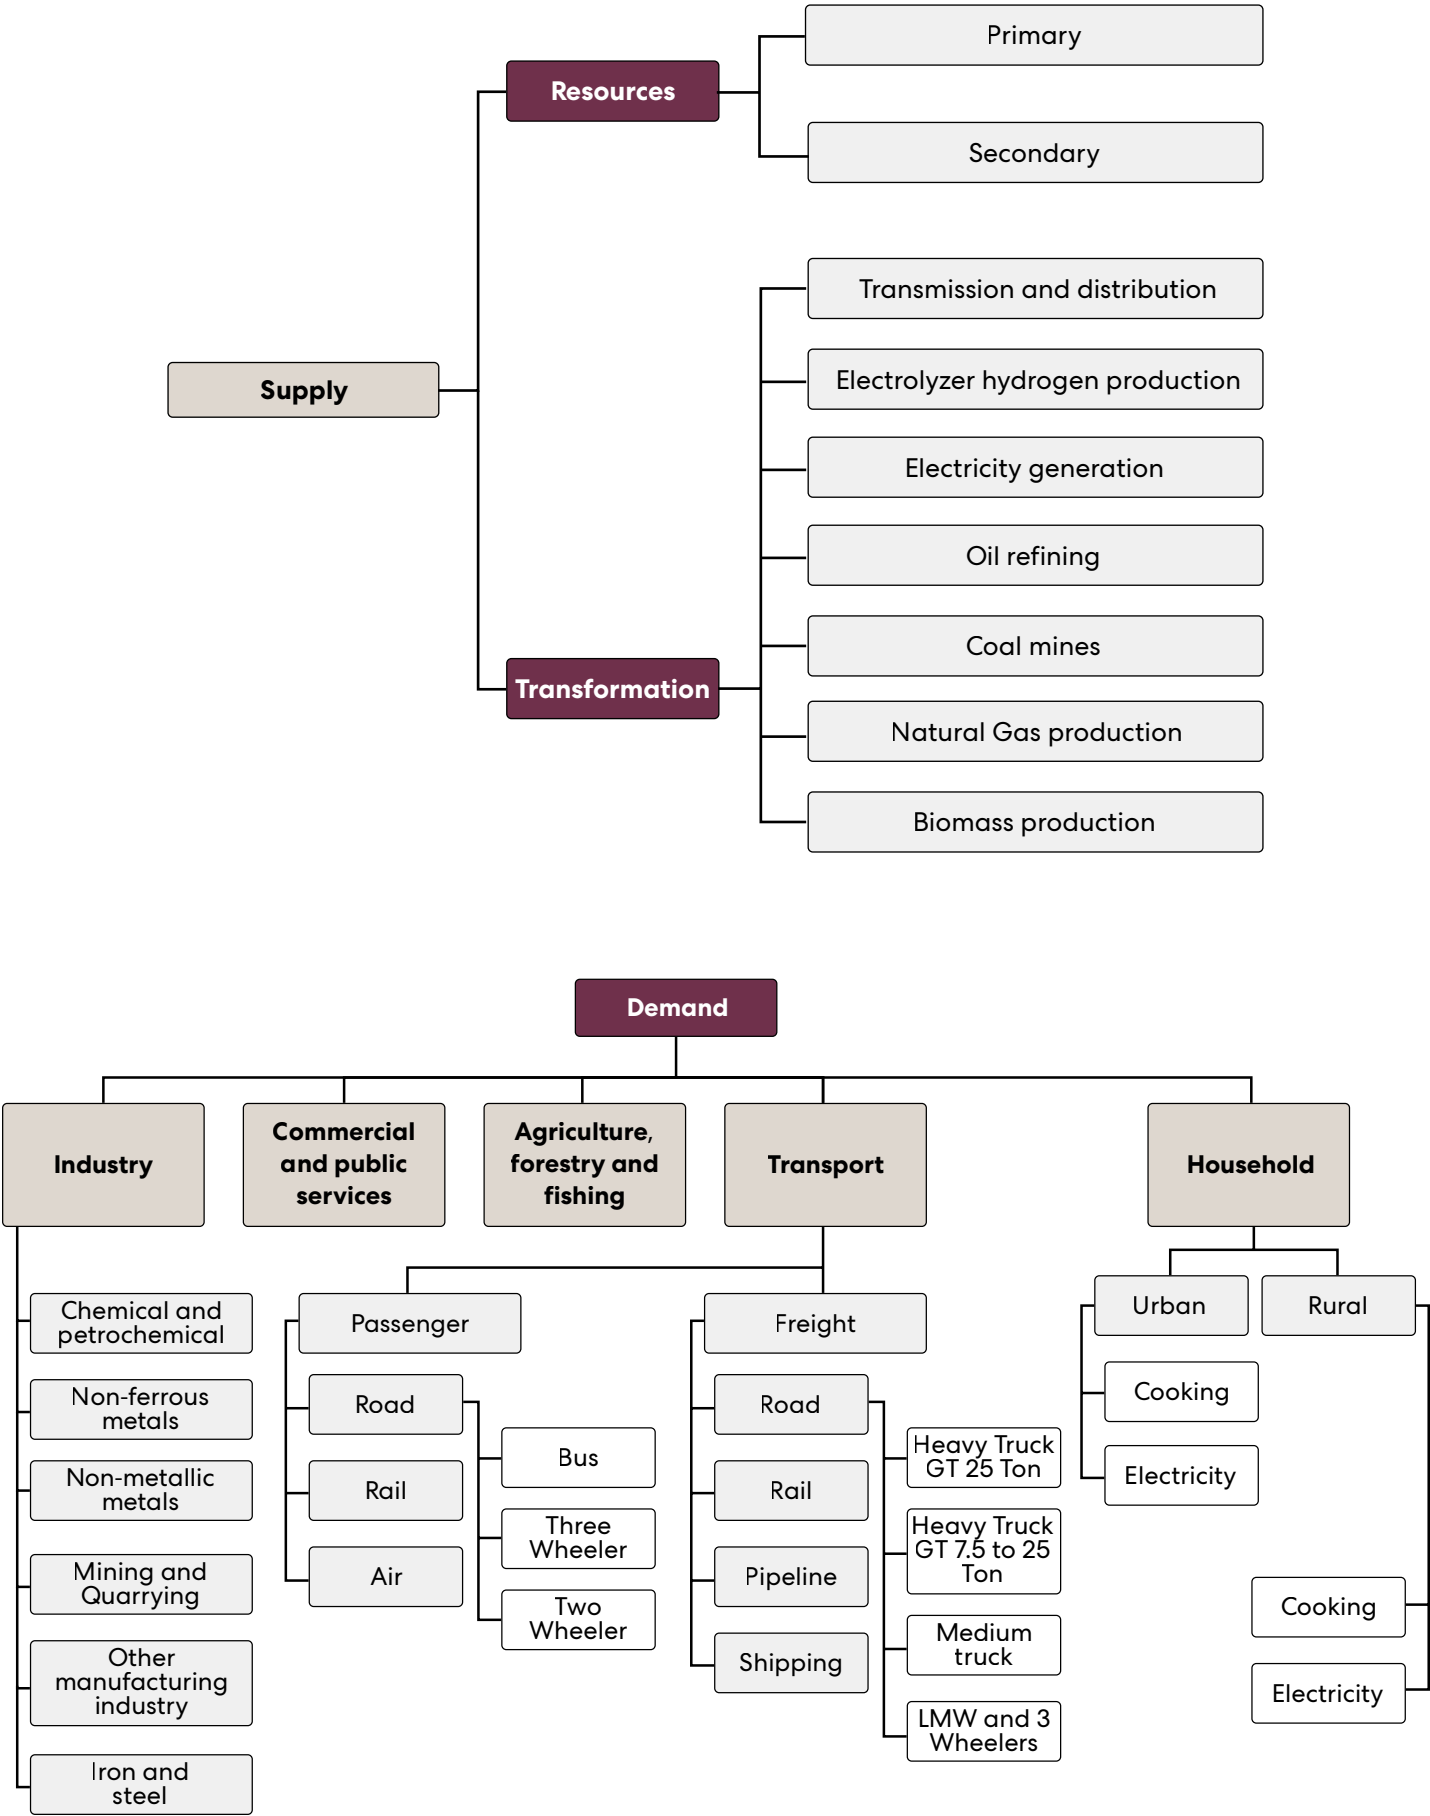 Primary
Resources
Secondary
Transmission and distribution
Electrolyzer hydrogen production
Supply
Electricity generation
Oil refining
Coal mines
Transformation
Natural Gas production
Biomass production
Demand
Industry
Commercial
and public
services
Agriculture,
forestry and
fishing
Transport
Household
Chemical and
petrochemical
Non-ferrous
metals
Non-metallic
metals
Mining and
Quarrying
Other
manufacturing
industry
Iron and
steel
Passenger
Road
Rail
Air
Bus
Three
Wheeler
Two
Wheeler
Freight
Road
Rail
Pipeline
Shipping
Heavy Truck
GT 25 Ton
Heavy Truck
GT 7.5 to 25
Ton
Medium
truck
LMW and 3
Wheelers
Urban
Cooking
Electricity
Rural
Cooking
Electricity